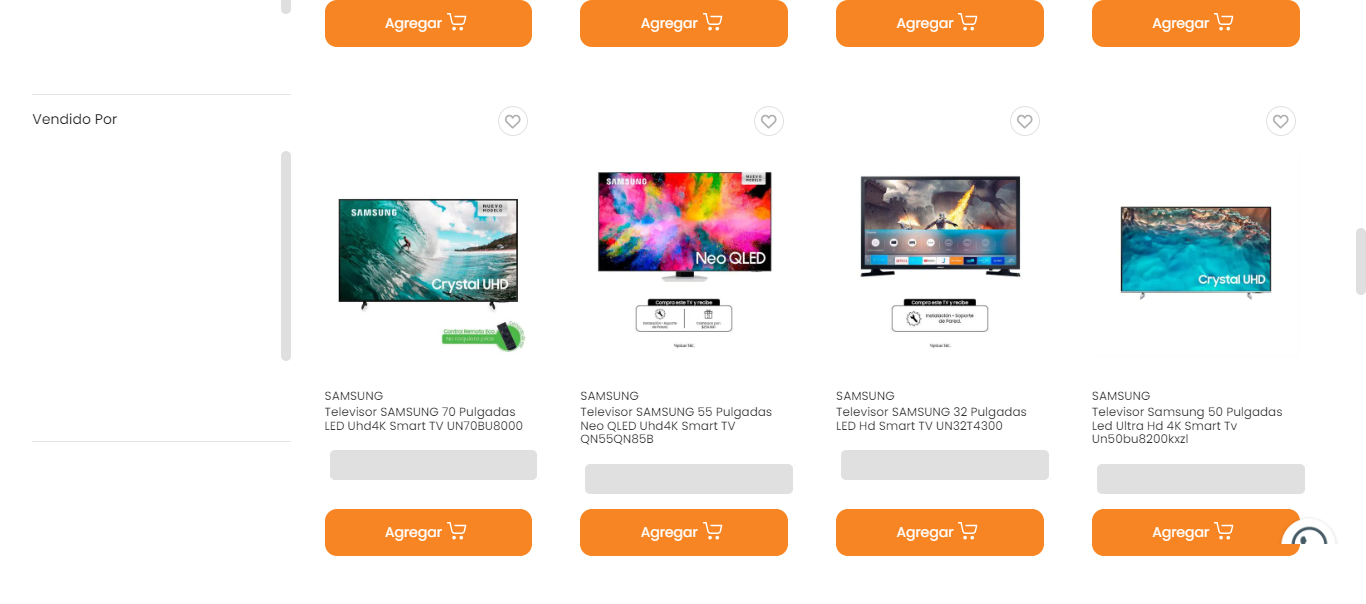 Agregar
Agregar
Agregar
Agregar
Vendido Por
SAMSUNG
NUEVO
MODELO
Crystal UHD
Control Remoto Eco
No requiere pilas
SAMSUNG
NUEVO
MODELO
Neo QLED
Compra este TV y recibe
Instalación + Soporte
de Pared.
Compra este TV y recibe
Instalación + Soporte
de Pared.
Crystal UHD
SAMSUNG
Televisor SAMSUNG 70 Pulgadas
LED Uhd4K Smart TV UN70BU8000
SAMSUNG
Televisor SAMSUNG 55 Pulgadas
Neo QLED Uhd4K Smart TV
QN55QN85B
SAMSUNG
Televisor SAMSUNG 32 Pulgadas
LED Hd Smart TV UN32T4300
SAMSUNG
Televisor Samsung 50 Pulgadas
Led Ultra Hd 4K Smart Tv
Un50bu8200kxzl
Agregar
Agregar
Agregar
Agregar